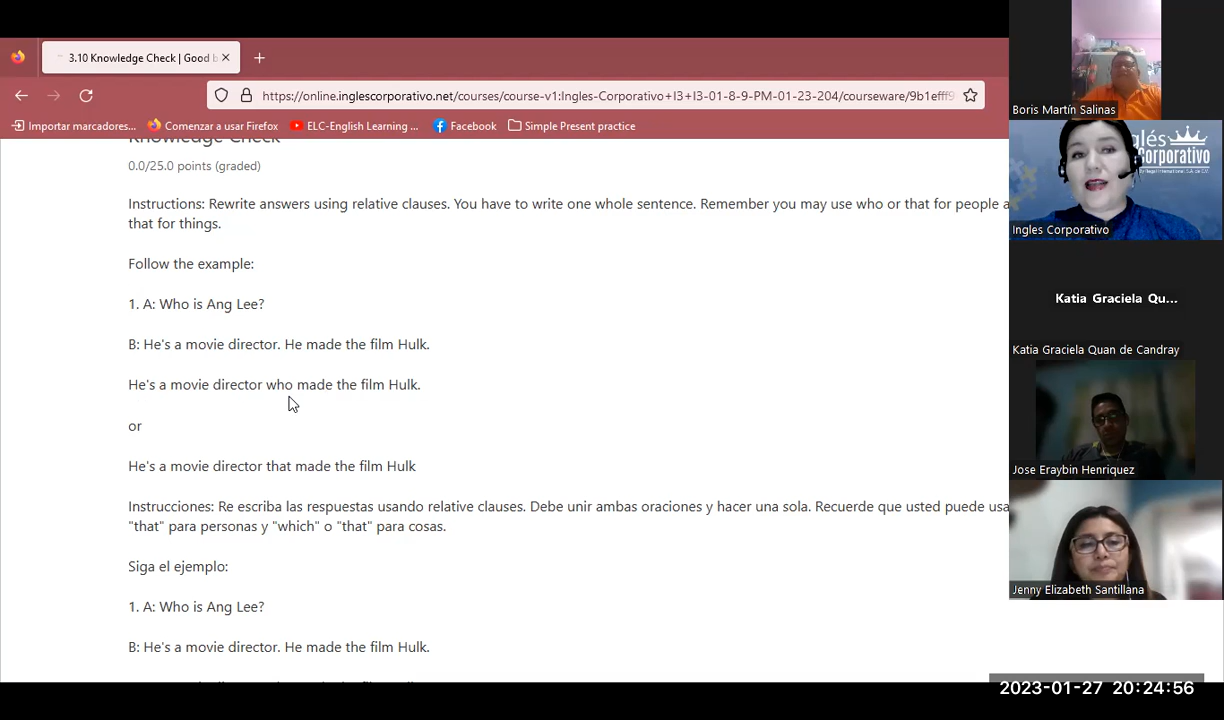 3.10 Knowledge Check | Good b
https://online.inglescorporativo.net/courses/course-v1:Ingles-Corporativo+I3+I3-01-8-9-PM-01-23-204/courseware/9b1efff9
Importar marcadores...
Comenzar a usar Firefox
ELC-English Learning ...
Facebook
Simple Present practice
Knowledge Check
0.0/25.0 points (graded)
Instructions: Rewrite answers using relative clauses. You have to write one whole sentence. Remember you may use who or that for people a
that for things.
Follow the example:
1. A: Who is Ang Lee?
B: He's a movie director. He made the film Hulk.
He's a movie director who made the film Hulk.
or
He's a movie director that made the film Hulk
Instrucciones: Re escriba las respuestas usando relative clauses. Debe unir ambas oraciones y hacer una sola. Recuerde que usted puede usa
"that" para personas y "which" o "that" para cosas.
Siga el ejemplo:
1. A: Who is Ang Lee?
B: He's a movie director. He made the film Hulk.
Boris Martín Salinas
Inglés
Corporativo
Ingles Corporativo
Katia Graciela Qu...
Katia Graciela Quan de Candray
Jose Eraybin Henriquez
Jenny Elizabeth Santillana
2023-01-27 20:24:56